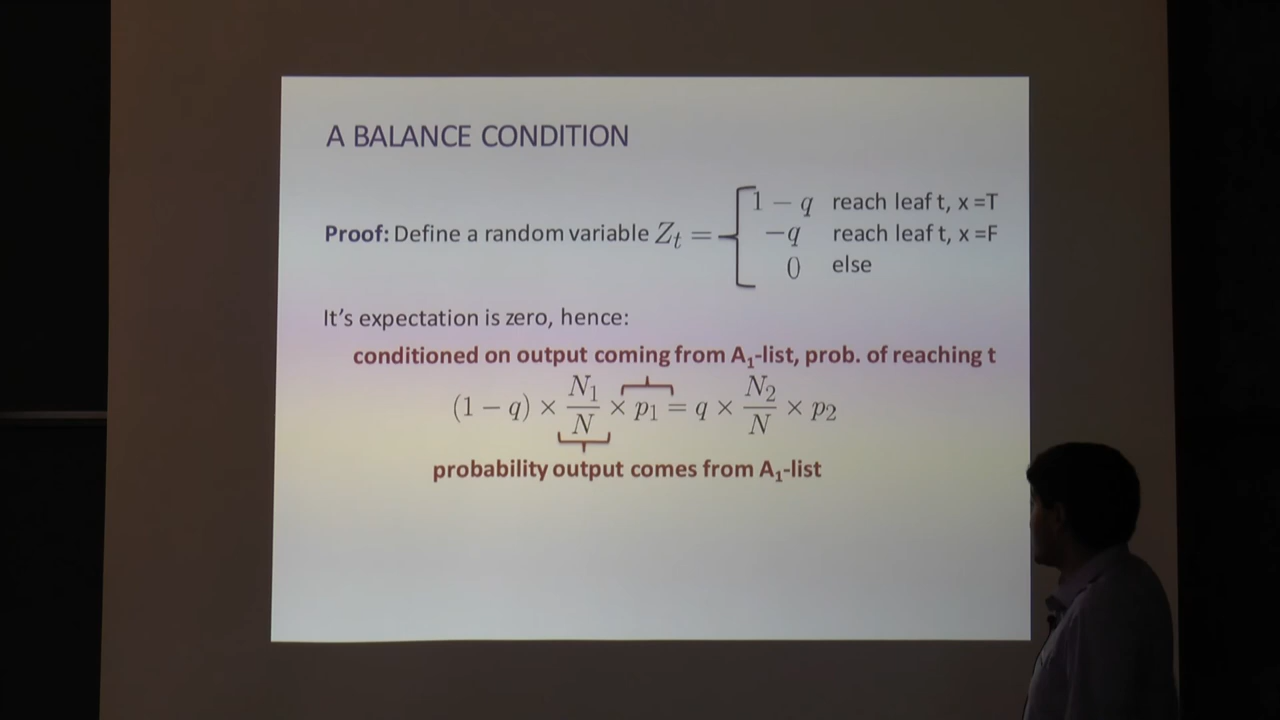 A BALANCE CONDITION
Proof: Define a random variable Z_t =
1 − q reach leaf t, x =T
−q reach leaf t, x =F
0 else
It's expectation is zero, hence:
conditioned on output coming from A₁-list, prob. of reaching t
(1 − q) × N₁/N × p₁ = q × N₂/N × p₂
probability output comes from A₁-list